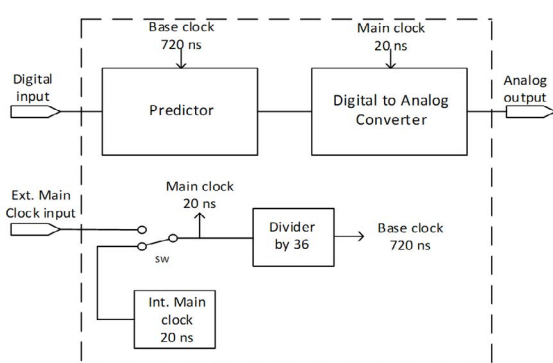 Base clock
720 ns
Main clock
20 ns
Digital
input
Predictor
Digital to Analog
Converter
Analog
output
Ext. Main
Clock input
Main clock
20 ns
sw
Divider
by 36
Base clock
720 ns
Int. Main
clock
20 ns